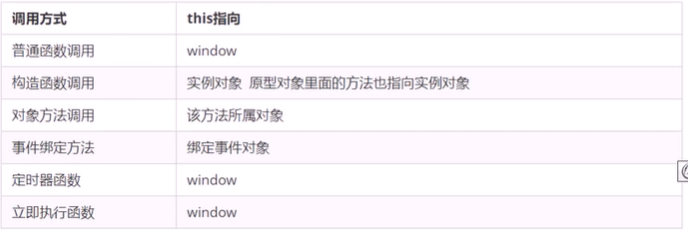 调用方式 this指向
普通函数调用 window
构造函数调用 实例对象 原型对象里面的方法也指向实例对象
对象方法调用 该方法所属对象
事件绑定方法 绑定事件对象
定时器函数 window
立即执行函数 window